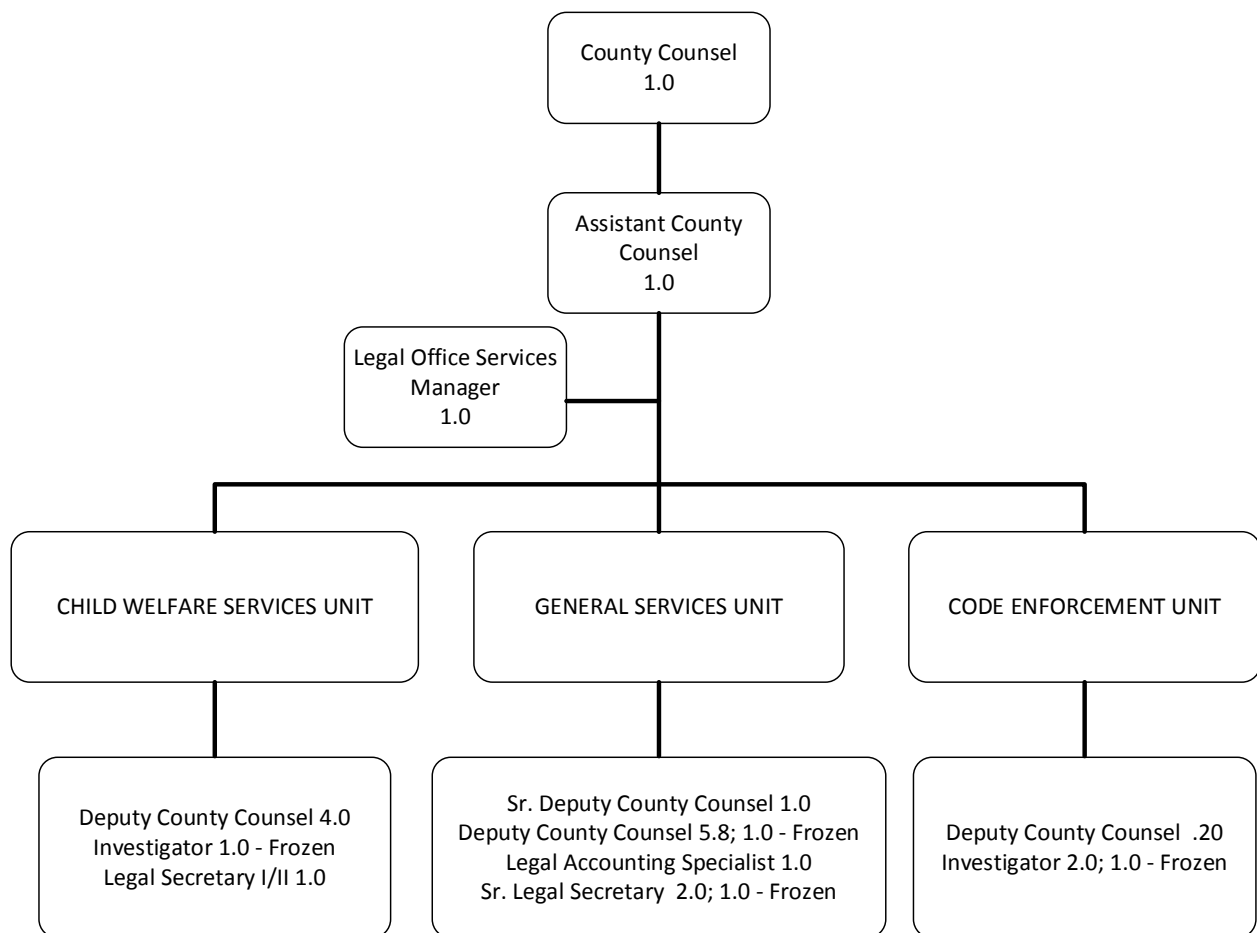 County Counsel
1.0
Assistant County
Counsel
1.0
Legal Office Services
Manager
1.0
CHILD WELFARE SERVICES UNIT
GENERAL SERVICES UNIT
CODE ENFORCEMENT UNIT
Deputy County Counsel 4.0
Investigator 1.0 - Frozen
Legal Secretary I/II 1.0
Sr. Deputy County Counsel 1.0
Deputy County Counsel 5.8; 1.0 - Frozen
Legal Accounting Specialist 1.0
Sr. Legal Secretary  2.0; 1.0 - Frozen
Deputy County Counsel  .20
Investigator 2.0; 1.0 - Frozen